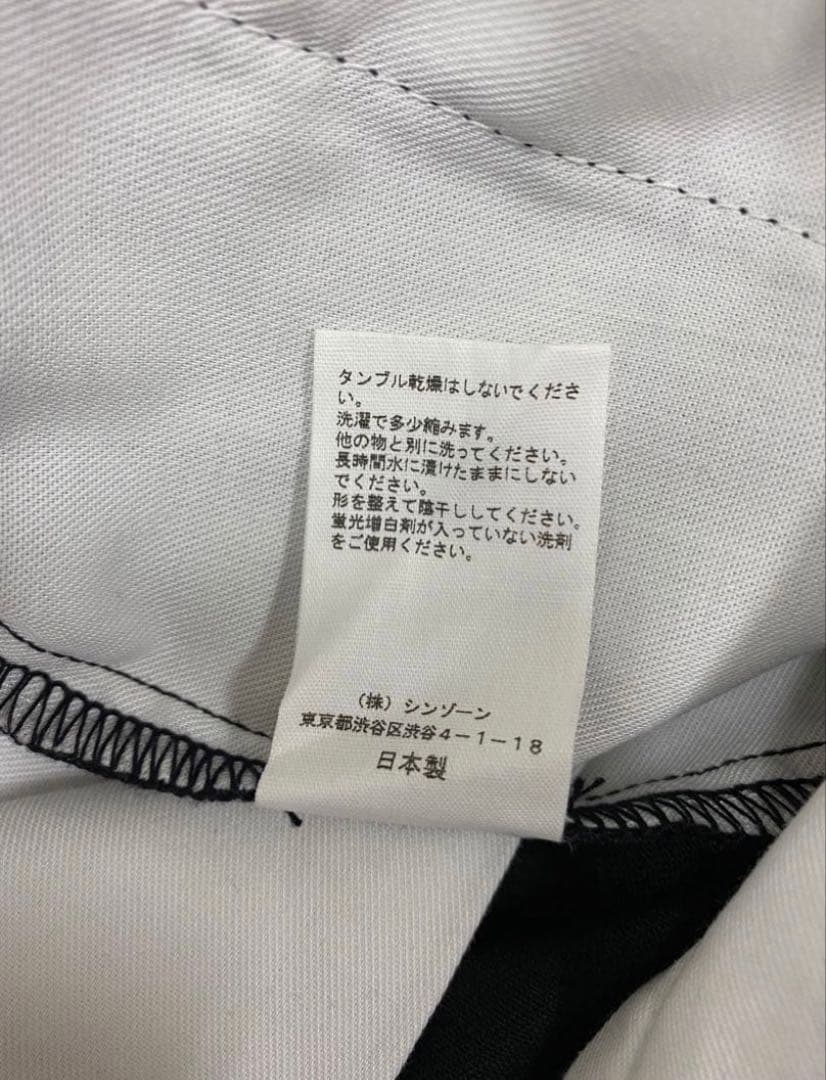 タンブル乾燥はしないでくださ
い。
洗濯で多少縮みます。
他の物と別に洗ってください。
長時間水に漬けたままにしない
でください。
形を整えて陰干ししてください。
蛍光増白剤が入っていない洗剤
をご使用ください。
（株）シンゾーン
東京都渋谷区渋谷４－１－１８
日本製